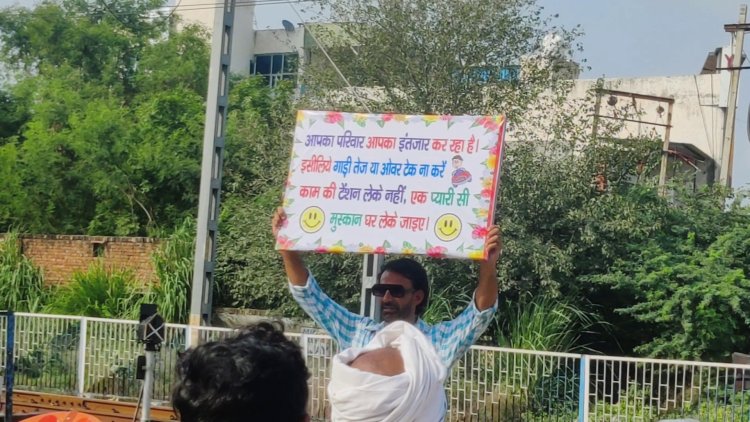 आपका परिवार आपका इंतजार कर रहा है।
इसीलिये गाड़ी तेज या ओवर टेक ना करें
काम की टेंशन लेके नहीं, एक प्यारी सी
मुस्कान घर लेके जाइए।